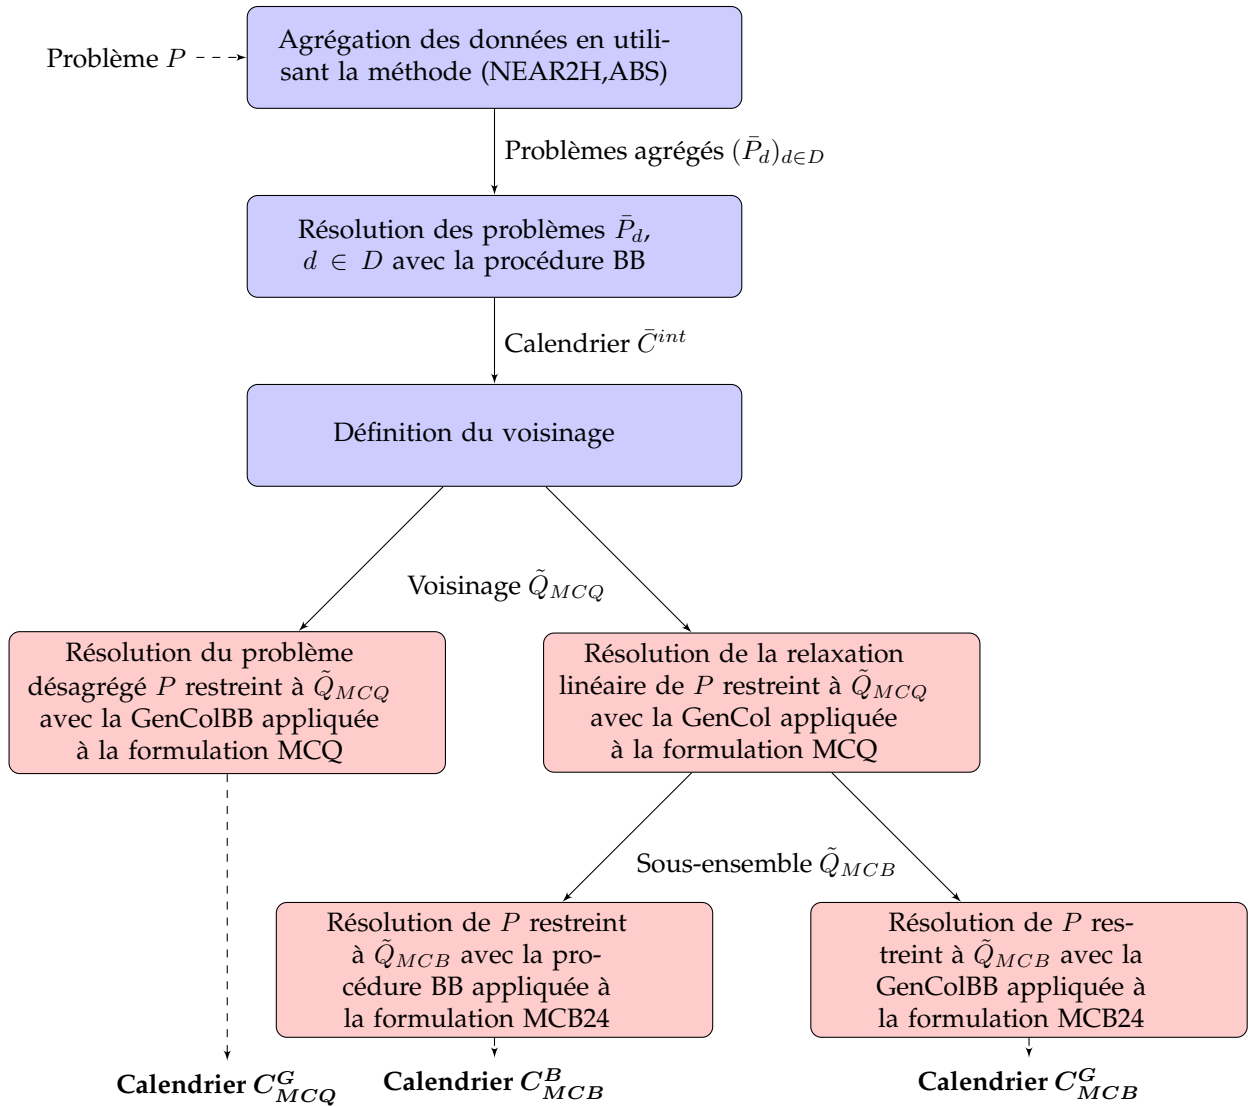 Problème P
Agrégation des données en utili-
sant la méthode (NEAR2H,ABS)
Problèmes agrégés (P̄_d)_{d∈D}
Résolution des problèmes P̄_d,
d ∈ D avec la procédure BB
Calendrier C̄^{int}
Définition du voisinage
Voisinage Q̃_{MCQ}
Résolution du problème
désagrégé P restreint à Q̃_{MCQ}
avec la GenColBB appliquée
à la formulation MCQ
Résolution de la relaxation
linéaire de P restreint à Q̃_{MCQ}
avec la GenCol appliquée
à la formulation MCQ
Sous-ensemble Q̃_{MCB}
Résolution de P restreint
à Q̃_{MCB} avec la pro-
cédure BB appliquée à
la formulation MCB24
Résolution de P res-
treint à Q̃_{MCB} avec la
GenColBB appliquée à
la formulation MCB24
Calendrier C^G_{MCQ}
Calendrier C^B_{MCB}
Calendrier C^G_{MCB}